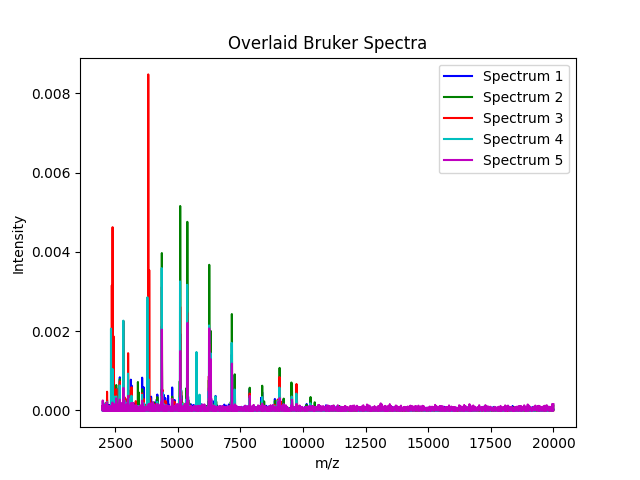 Overlaid Bruker Spectra
Spectrum 1
Spectrum 2
Spectrum 3
Spectrum 4
Spectrum 5
0.008
0.006
0.004
0.002
0.000
Intensity
2500 5000 7500 10000 12500 15000 17500 20000
m/z